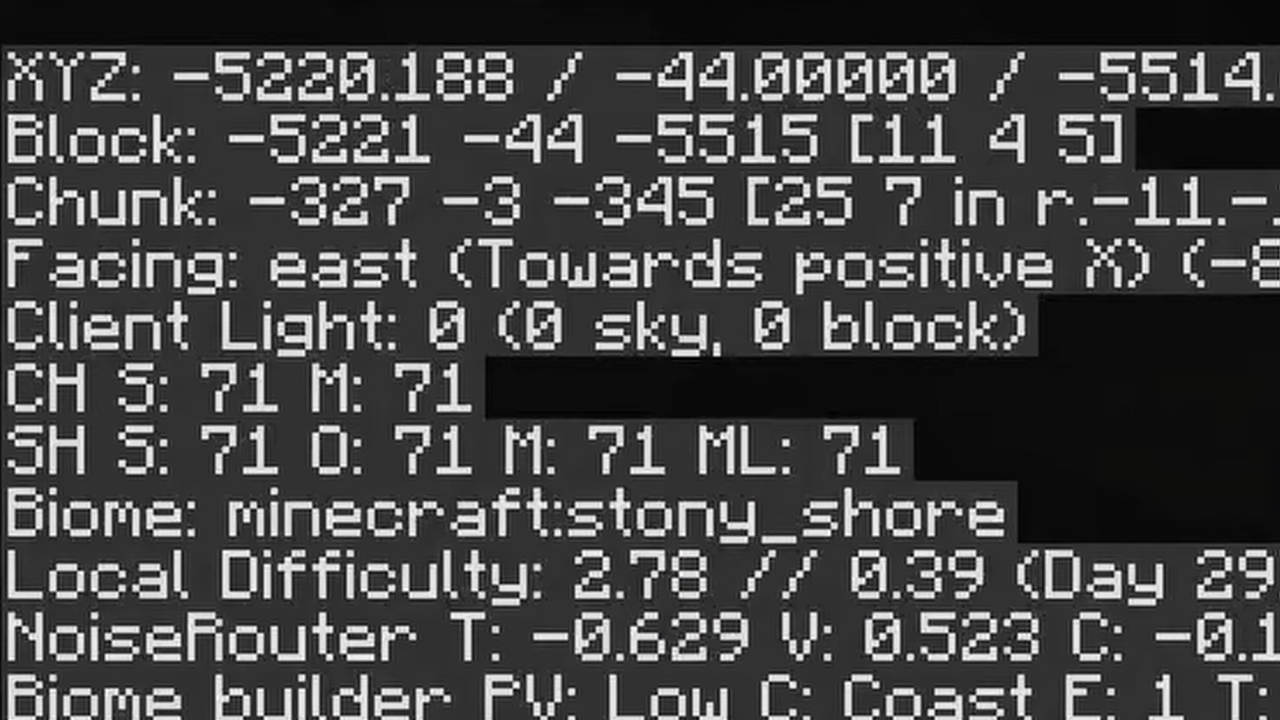 XYZ: -5220.188 / -44.00000 / -5514.
Block: -5221 -44 -5515 [11 4 5]
Chunk: -327 -3 -345 [25 7 in r.-11.-
Facing: east (Towards positive X) (-8
Client Light: 0 (0 sky, 0 block)
CH S: 71 M: 71
SH S: 71 O: 71 M: 71 ML: 71
Biome: minecraft:stony_shore
Local Difficulty: 2.78 // 0.39 (Day 29
NoiseRouter T: -0.629 V: 0.523 C: -0.1
Biome builder PV: Low C: Coast E: 1 T: